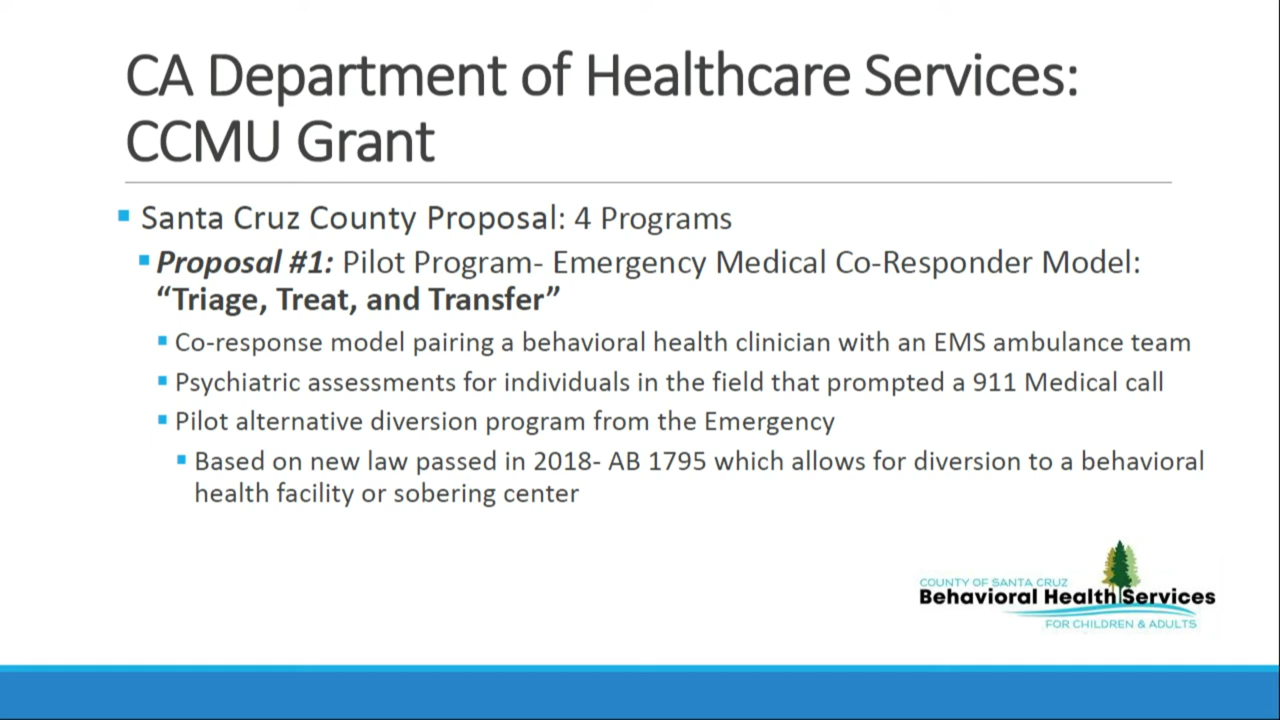 CA Department of Healthcare Services:
CCMU Grant
Santa Cruz County Proposal: 4 Programs
Proposal #1: Pilot Program- Emergency Medical Co-Responder Model:
“Triage, Treat, and Transfer”
Co-response model pairing a behavioral health clinician with an EMS ambulance team
Psychiatric assessments for individuals in the field that prompted a 911 Medical call
Pilot alternative diversion program from the Emergency
Based on new law passed in 2018- AB 1795 which allows for diversion to a behavioral
health facility or sobering center
COUNTY OF SANTA CRUZ
Behavioral Health Services
FOR CHILDREN & ADULTS